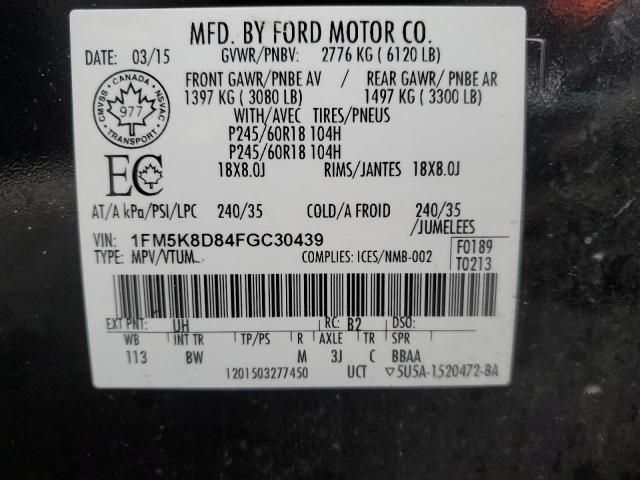 MFD. BY FORD MOTOR CO.
DATE: 03/15 GVWR/PNBV: 2776 KG ( 6120 LB)
FRONT GAWR/PNBE AV / REAR GAWR/ PNBE AR
1397 KG ( 3080 LB) 1497 KG ( 3300 LB)
WITH/AVEC TIRES/PNEUS
P245/60R18 104H
P245/60R18 104H
18X8.0J RIMS/JANTES 18X8.0J
CANADA
CMVSS NSVAC
977
TRANSPORT
EC
AT/A kPa/PSI/LPC 240/35 COLD/A FROID 240/35
/JUMELEES
VIN: 1FM5K8D84FGC30439 F0189
TYPE: MPV/VTUM COMPLIES: ICES/NMB-002 T0213
EXT PNT: UH RC: B2 DSO:
WB INT TR TP/PS R AXLE TR SPR
113 BW M 3J C BBAA
1201503277450 UCT ▽5U5A-1520472-BA